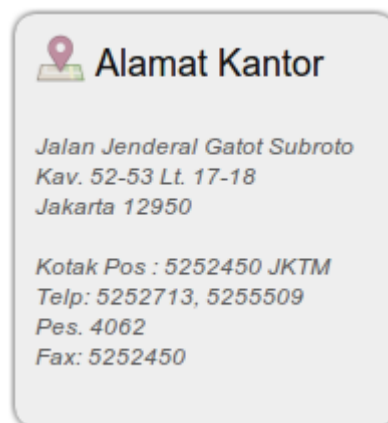 Alamat Kantor
Jalan Jenderal Gatot Subroto
Kav. 52-53 Lt. 17-18
Jakarta 12950
Kotak Pos : 5252450 JKTM
Telp: 5252713, 5255509
Pes. 4062
Fax: 5252450